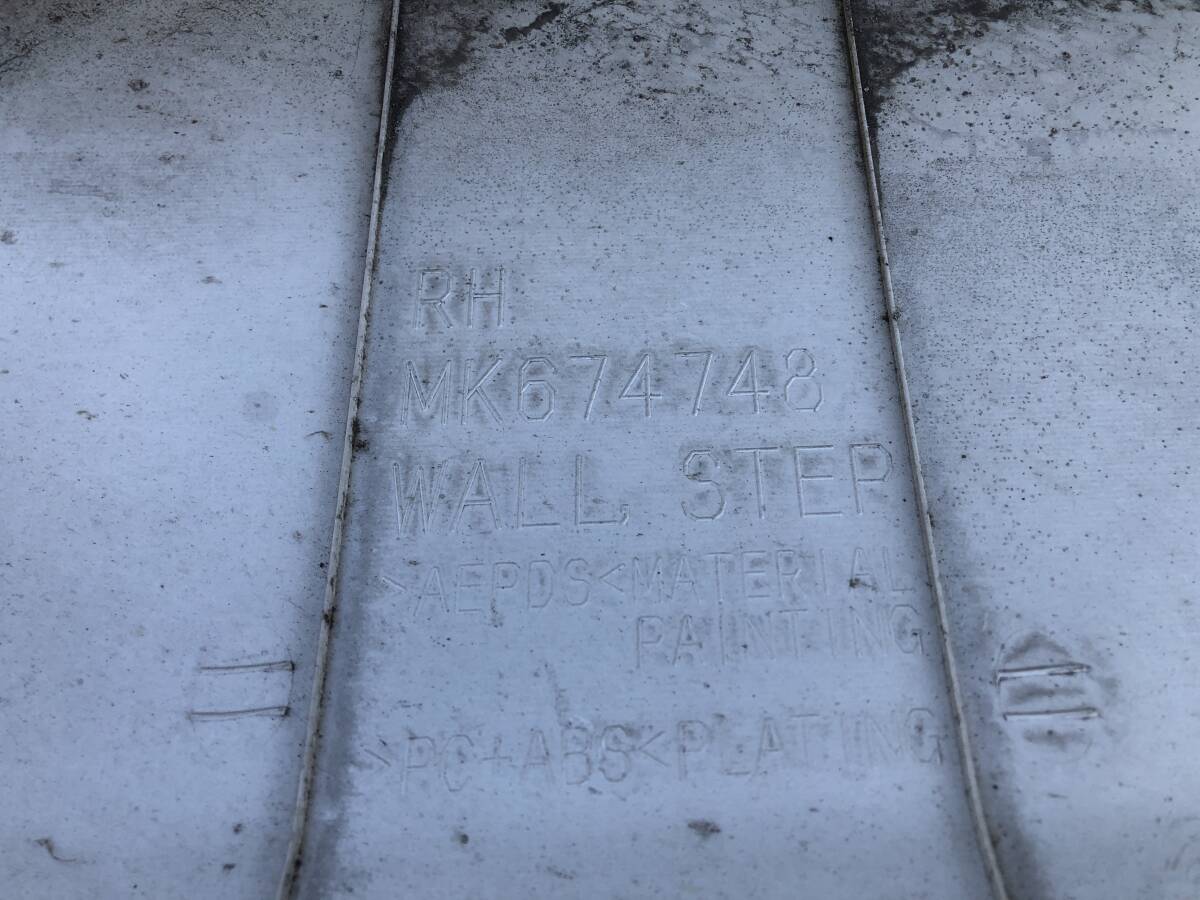 RH
MK674748
WALL, STEP
>AEPDS<MATERIAL
PAINTING
>PC+ABS<PLATING